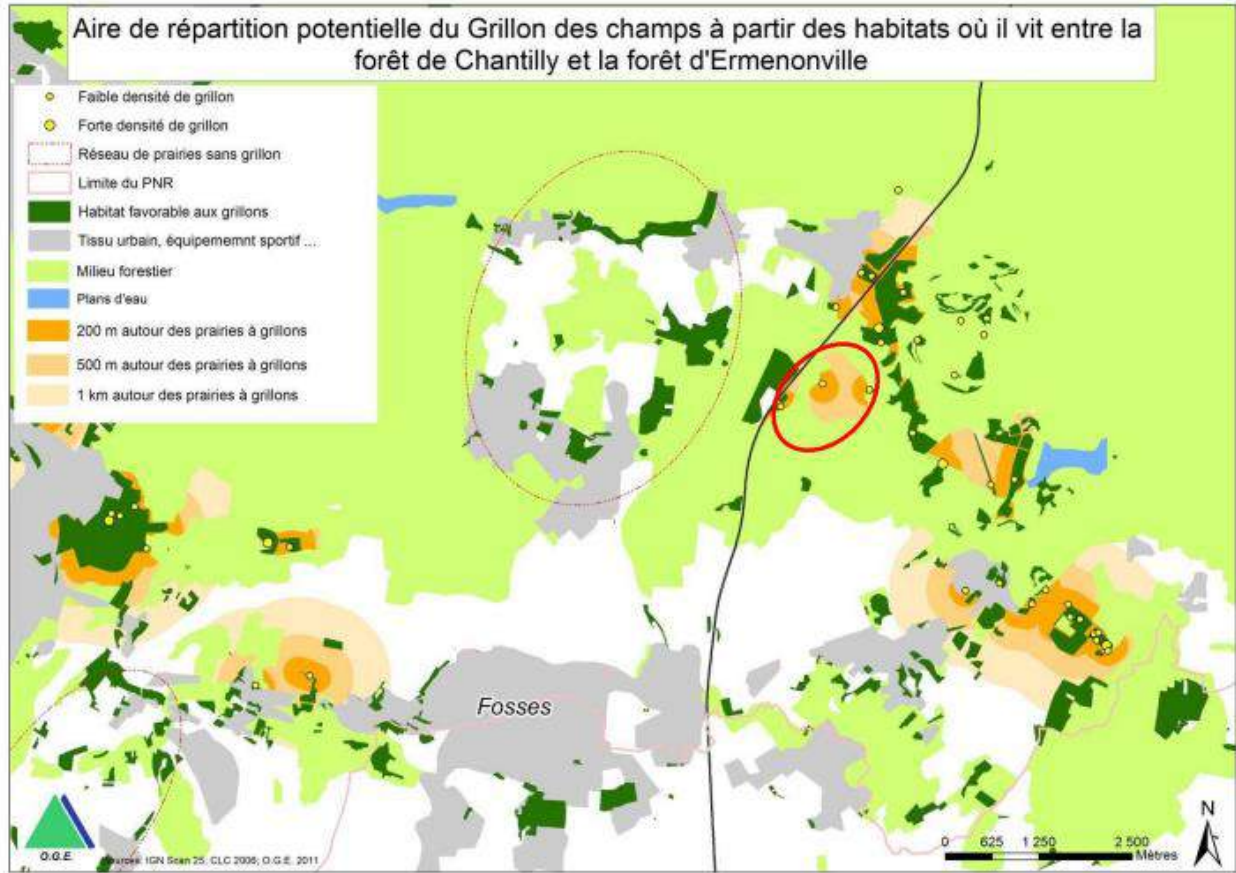 Aire de répartition potentielle du Grillon des champs à partir des habitats où il vit entre la
forêt de Chantilly et la forêt d'Ermenonville
Faible densité de grillon
Forte densité de grillon
Réseau de prairies sans grillon
Limite du PNR
Habitat favorable aux grillons
Tissu urbain, équipememnt sportif ...
Milieu forestier
Plans d'eau
200 m autour des prairies à grillons
500 m autour des prairies à grillons
1 km autour des prairies à grillons
Fosses
N
0 625 1 250 2 500
Mètres
O.G.E.
Sources: IGN Scan 25; CLC 2006; O.G.E. 2011